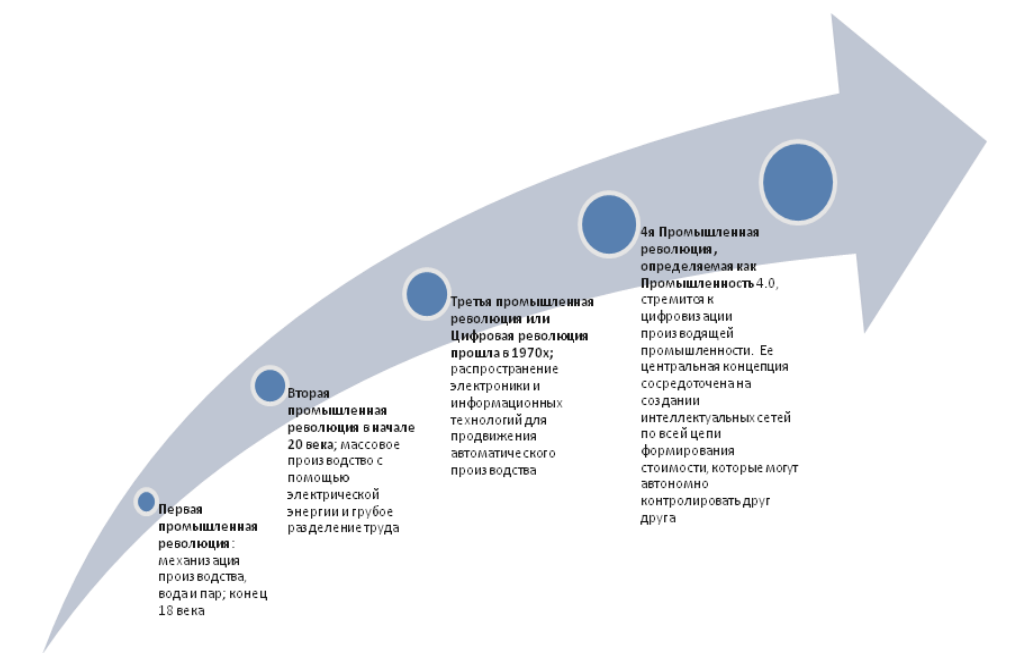 Первая
промышленная
революция:
механизация
производства,
вода и пар; конец
18 века
Вторая
промышленная
революция в начале
20 века; массовое
производство с
помощью
электрической
энергии и грубое
разделение труда
Третья промышленная
революция или
Цифровая революция
прошла в 1970х;
распространение
электроники и
информационных
технологий для
продвижения
автоматического
производства
4я Промышленная
революция,
определяемая как
Промышленность 4.0,
стремится к
цифровизации
производящей
промышленности. Ее
центральная концепция
сосредоточена на
создании
интеллектуальных сетей
по всей цепи
формирования
стоимости, которые могут
автономно
контролировать друг
друга